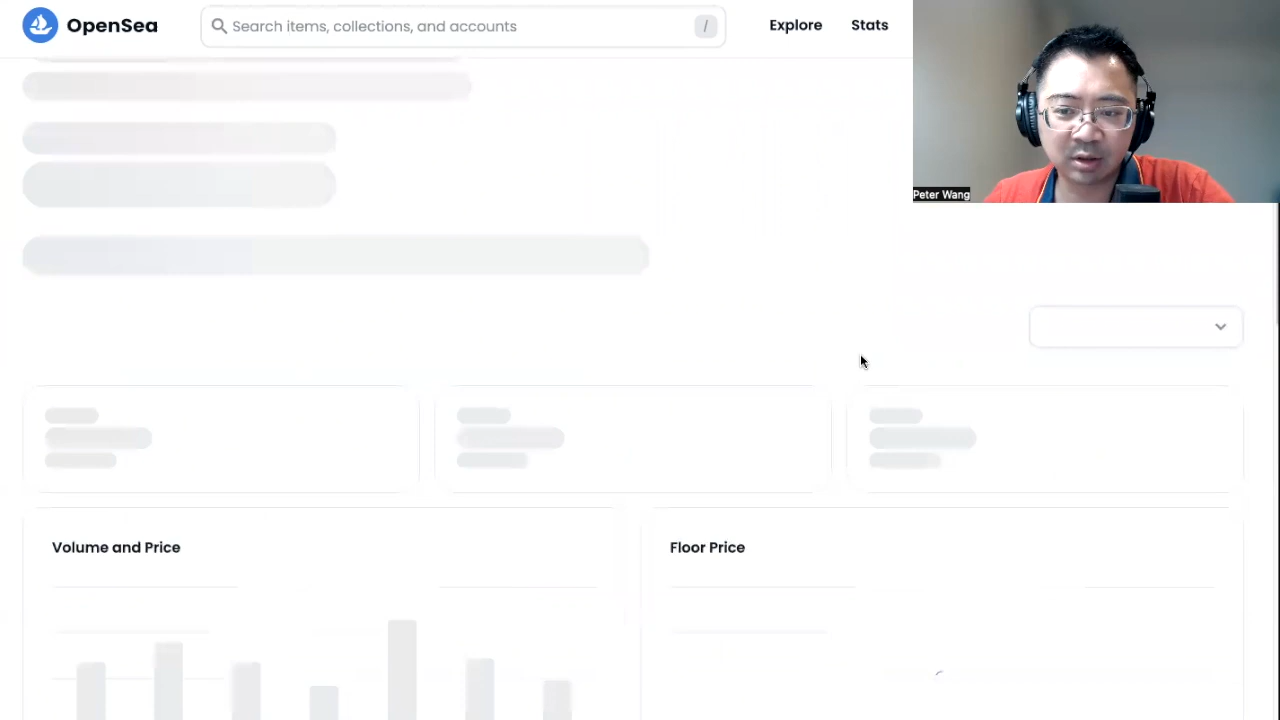 OpenSea
Search items, collections, and accounts
/
Explore
Stats
Peter Wang
Volume and Price
Floor Price